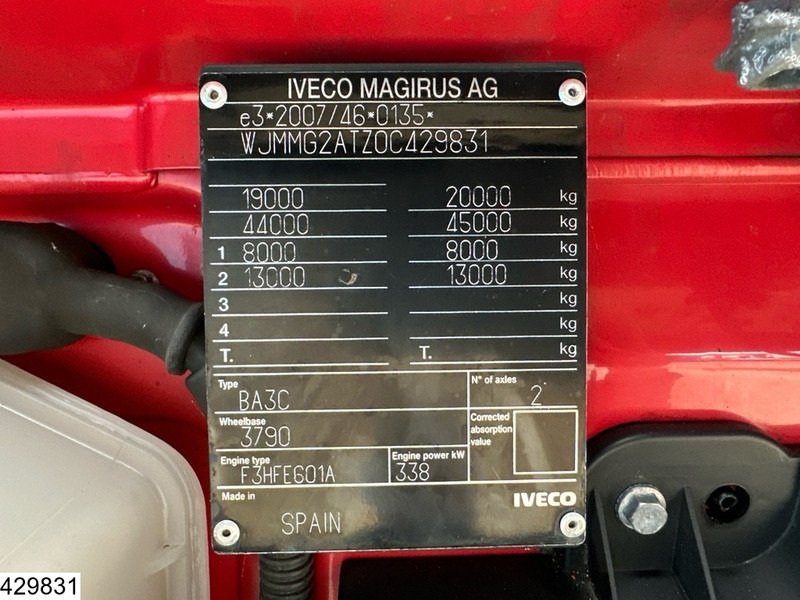 IVECO MAGIRUS AG
e3*2007/46*0135*
WJMMG2ATZ0C429831
19000 20000 kg
44000 45000 kg
1 8000 8000 kg
2 13000 13000 kg
3 kg
4 kg
T. T. kg
Type BA3C
N° of axles 2
Wheelbase 3790
Corrected absorption value
Engine type F3HFE601A
Engine power kW 338
Made in SPAIN
IVECO
429831